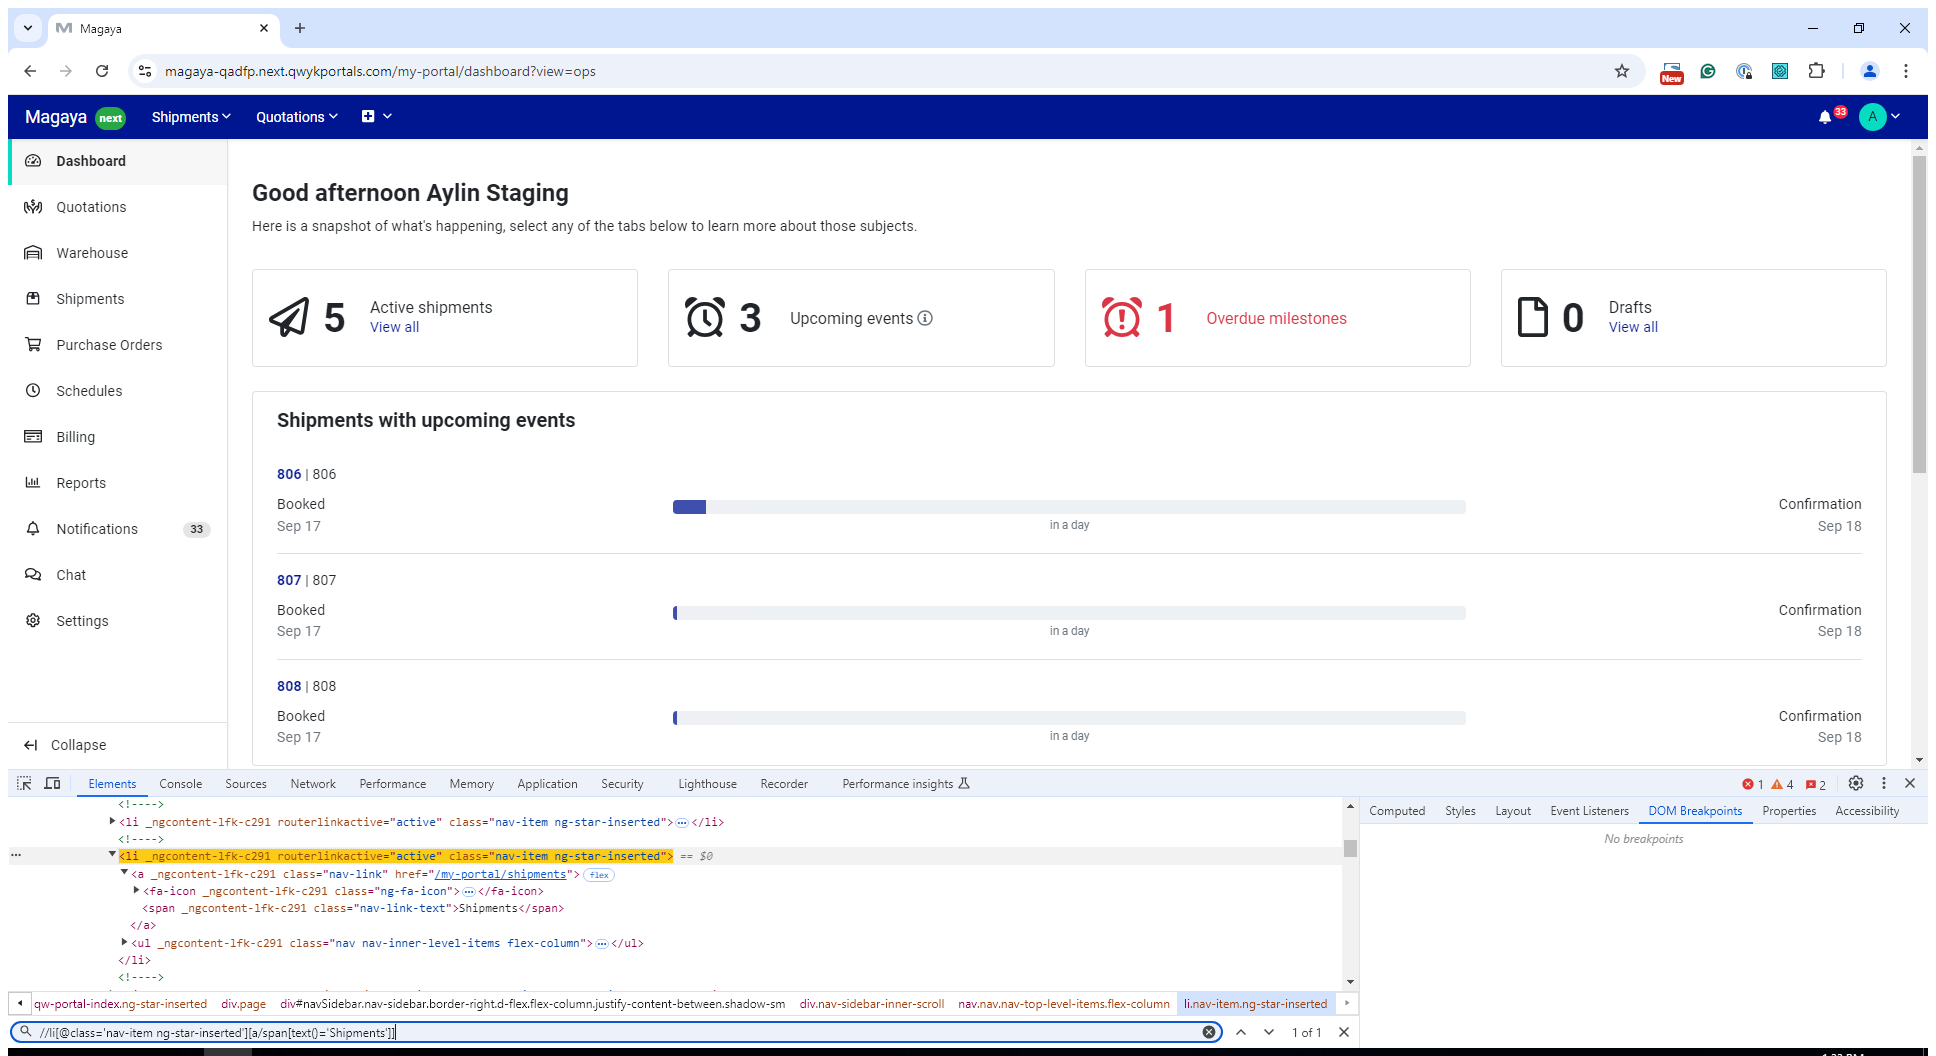 Magaya
magaya-qadfp.next.qwykportals.com/my-portal/dashboard?view=ops
New
Magaya next Shipments Quotations
33
A
Dashboard
Quotations
Warehouse
Shipments
Purchase Orders
Schedules
Billing
Reports
Notifications 33
Chat
Settings
Collapse
Good afternoon Aylin Staging
Here is a snapshot of what's happening, select any of the tabs below to learn more about those subjects.
5 Active shipments
View all
3 Upcoming events
1 Overdue milestones
0 Drafts
View all
Shipments with upcoming events
806 | 806
Booked Confirmation
Sep 17 in a day Sep 18
807 | 807
Booked Confirmation
Sep 17 in a day Sep 18
808 | 808
Booked Confirmation
Sep 17 in a day Sep 18
Elements Console Sources Network Performance Memory Application Security Lighthouse Recorder Performance insights 1 4 2
<!---->
<li _ngcontent-lfk-c291 routerlinkactive="active" class="nav-item ng-star-inserted">…</li>
<!---->
<li _ngcontent-lfk-c291 routerlinkactive="active" class="nav-item ng-star-inserted"> == $0
<a _ngcontent-lfk-c291 class="nav-link" href="/my-portal/shipments"> flex
<fa-icon _ngcontent-lfk-c291 class="ng-fa-icon">…</fa-icon>
<span _ngcontent-lfk-c291 class="nav-link-text">Shipments</span>
</a>
<ul _ngcontent-lfk-c291 class="nav nav-inner-level-items flex-column">…</ul>
</li>
<!---->
qw-portal-index.ng-star-inserted div.page div#navSidebar.nav-sidebar.border-right.d-flex.flex-column.justify-content-between.shadow-sm div.nav-sidebar-inner-scroll nav.nav.nav-top-level-items.flex-column li.nav-item.ng-star-inserted
//li[@class='nav-item ng-star-inserted'][a/span[text()='Shipments']]
1 of 1
Computed Styles Layout Event Listeners DOM Breakpoints Properties Accessibility
No breakpoints